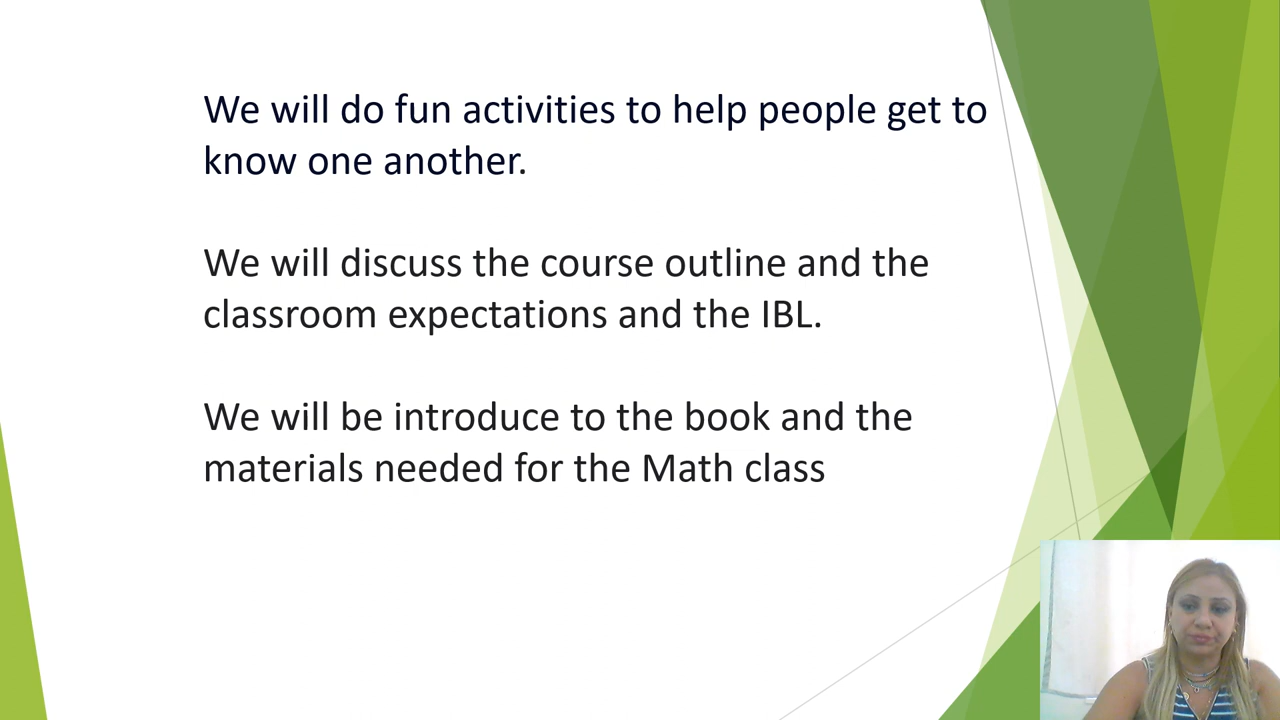 We will do fun activities to help people get to
know one another.
We will discuss the course outline and the
classroom expectations and the IBL.
We will be introduce to the book and the
materials needed for the Math class